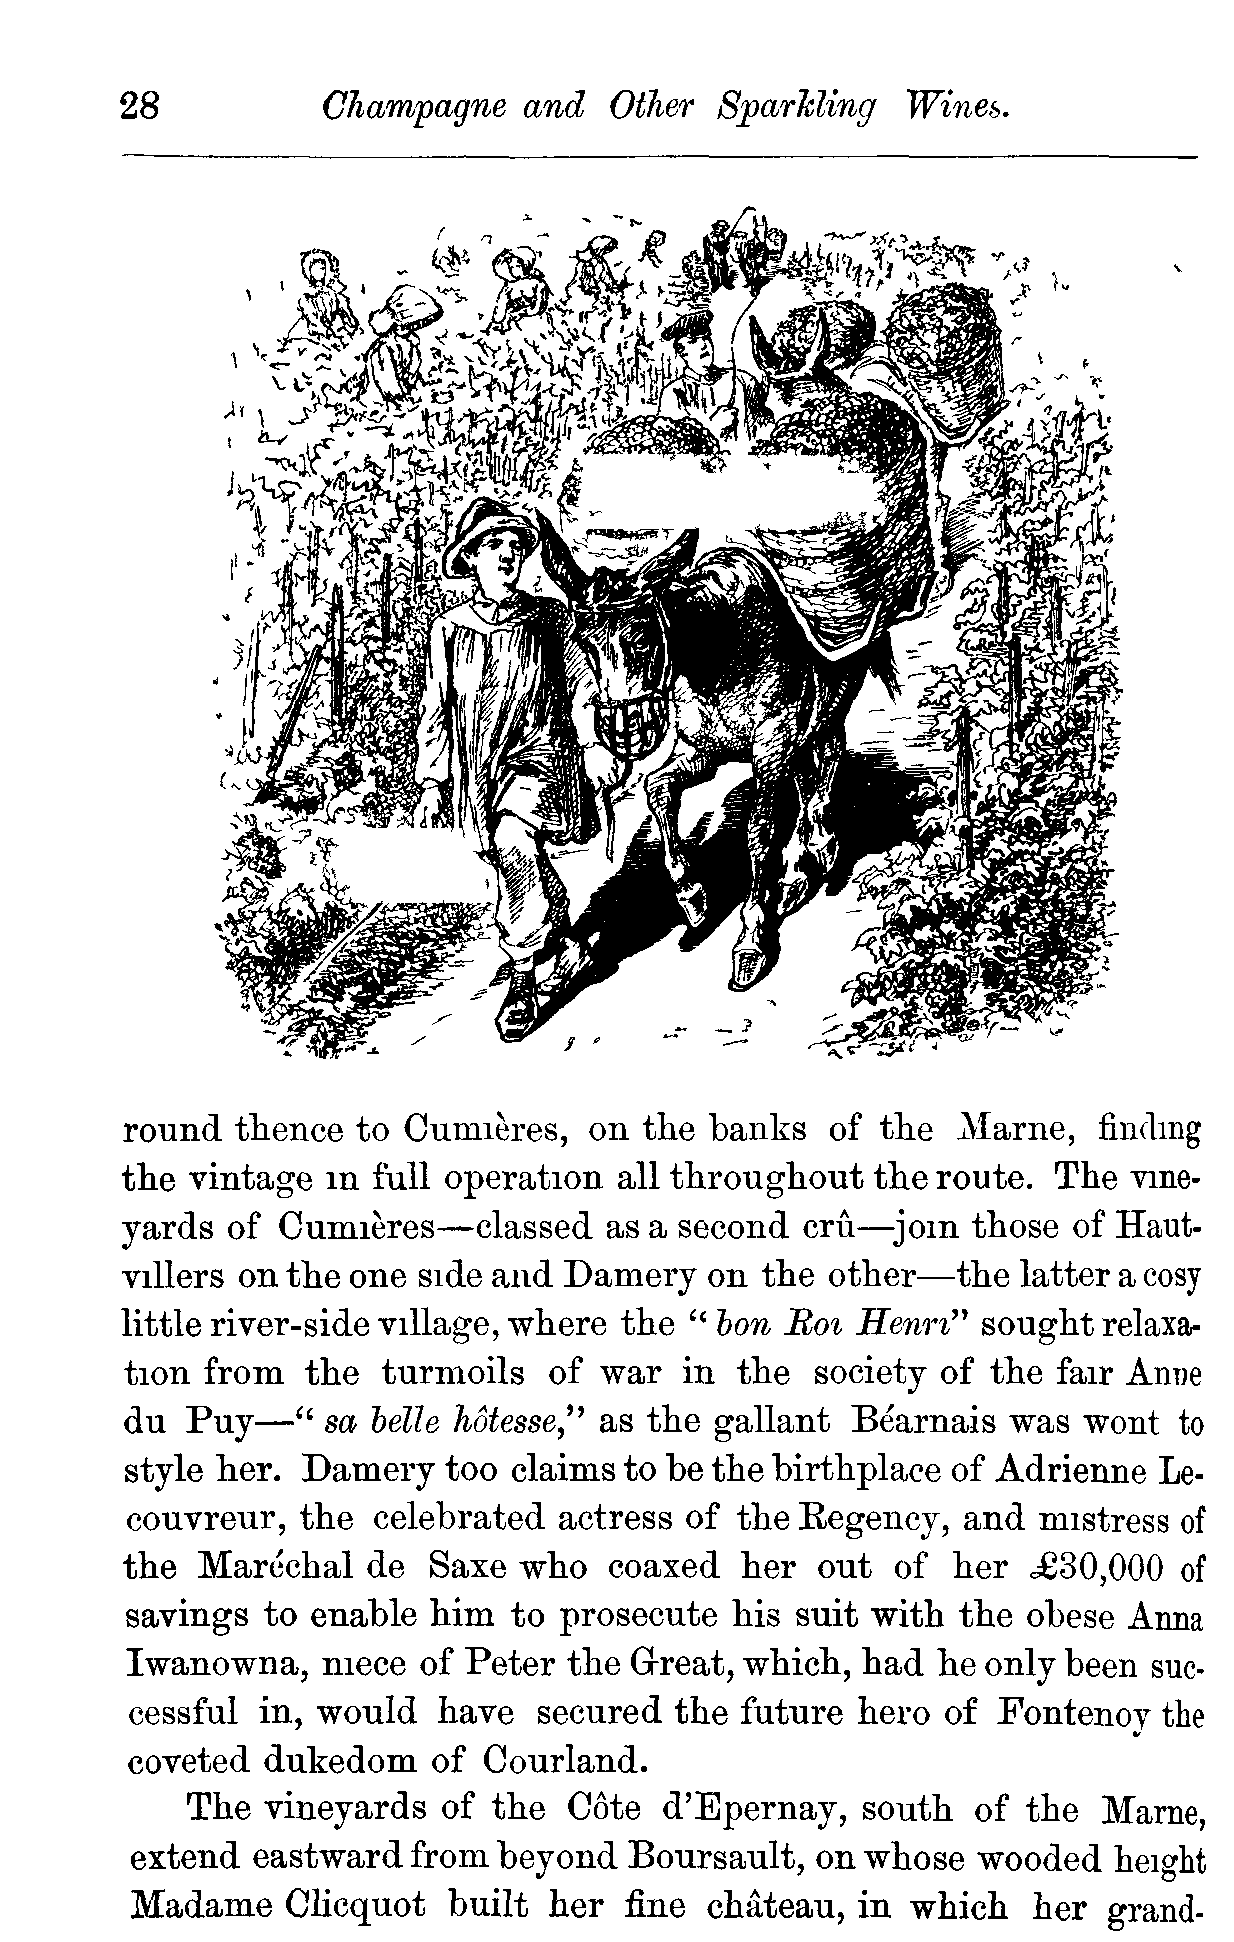 28 Champagne and Other Sparkling Wines.
round thence to Cumières, on the banks of the Marne, finding
the vintage in full operation all throughout the route. The vine-
yards of Cumières—classed as a second crû—join those of Haut-
villers on the one side and Damery on the other—the latter a cosy
little river-side village, where the “bon Roi Henri” sought relaxa-
tion from the turmoils of war in the society of the fair Anne
du Puy—“sa belle hôtesse,” as the gallant Béarnais was wont to
style her. Damery too claims to be the birthplace of Adrienne Le-
couvreur, the celebrated actress of the Regency, and mistress of
the Maréchal de Saxe who coaxed her out of her £30,000 of
savings to enable him to prosecute his suit with the obese Anna
Iwanowna, niece of Peter the Great, which, had he only been suc-
cessful in, would have secured the future hero of Fontenoy the
coveted dukedom of Courland.
The vineyards of the Côte d’Epernay, south of the Marne,
extend eastward from beyond Boursault, on whose wooded height
Madame Clicquot built her fine château, in which her grand-